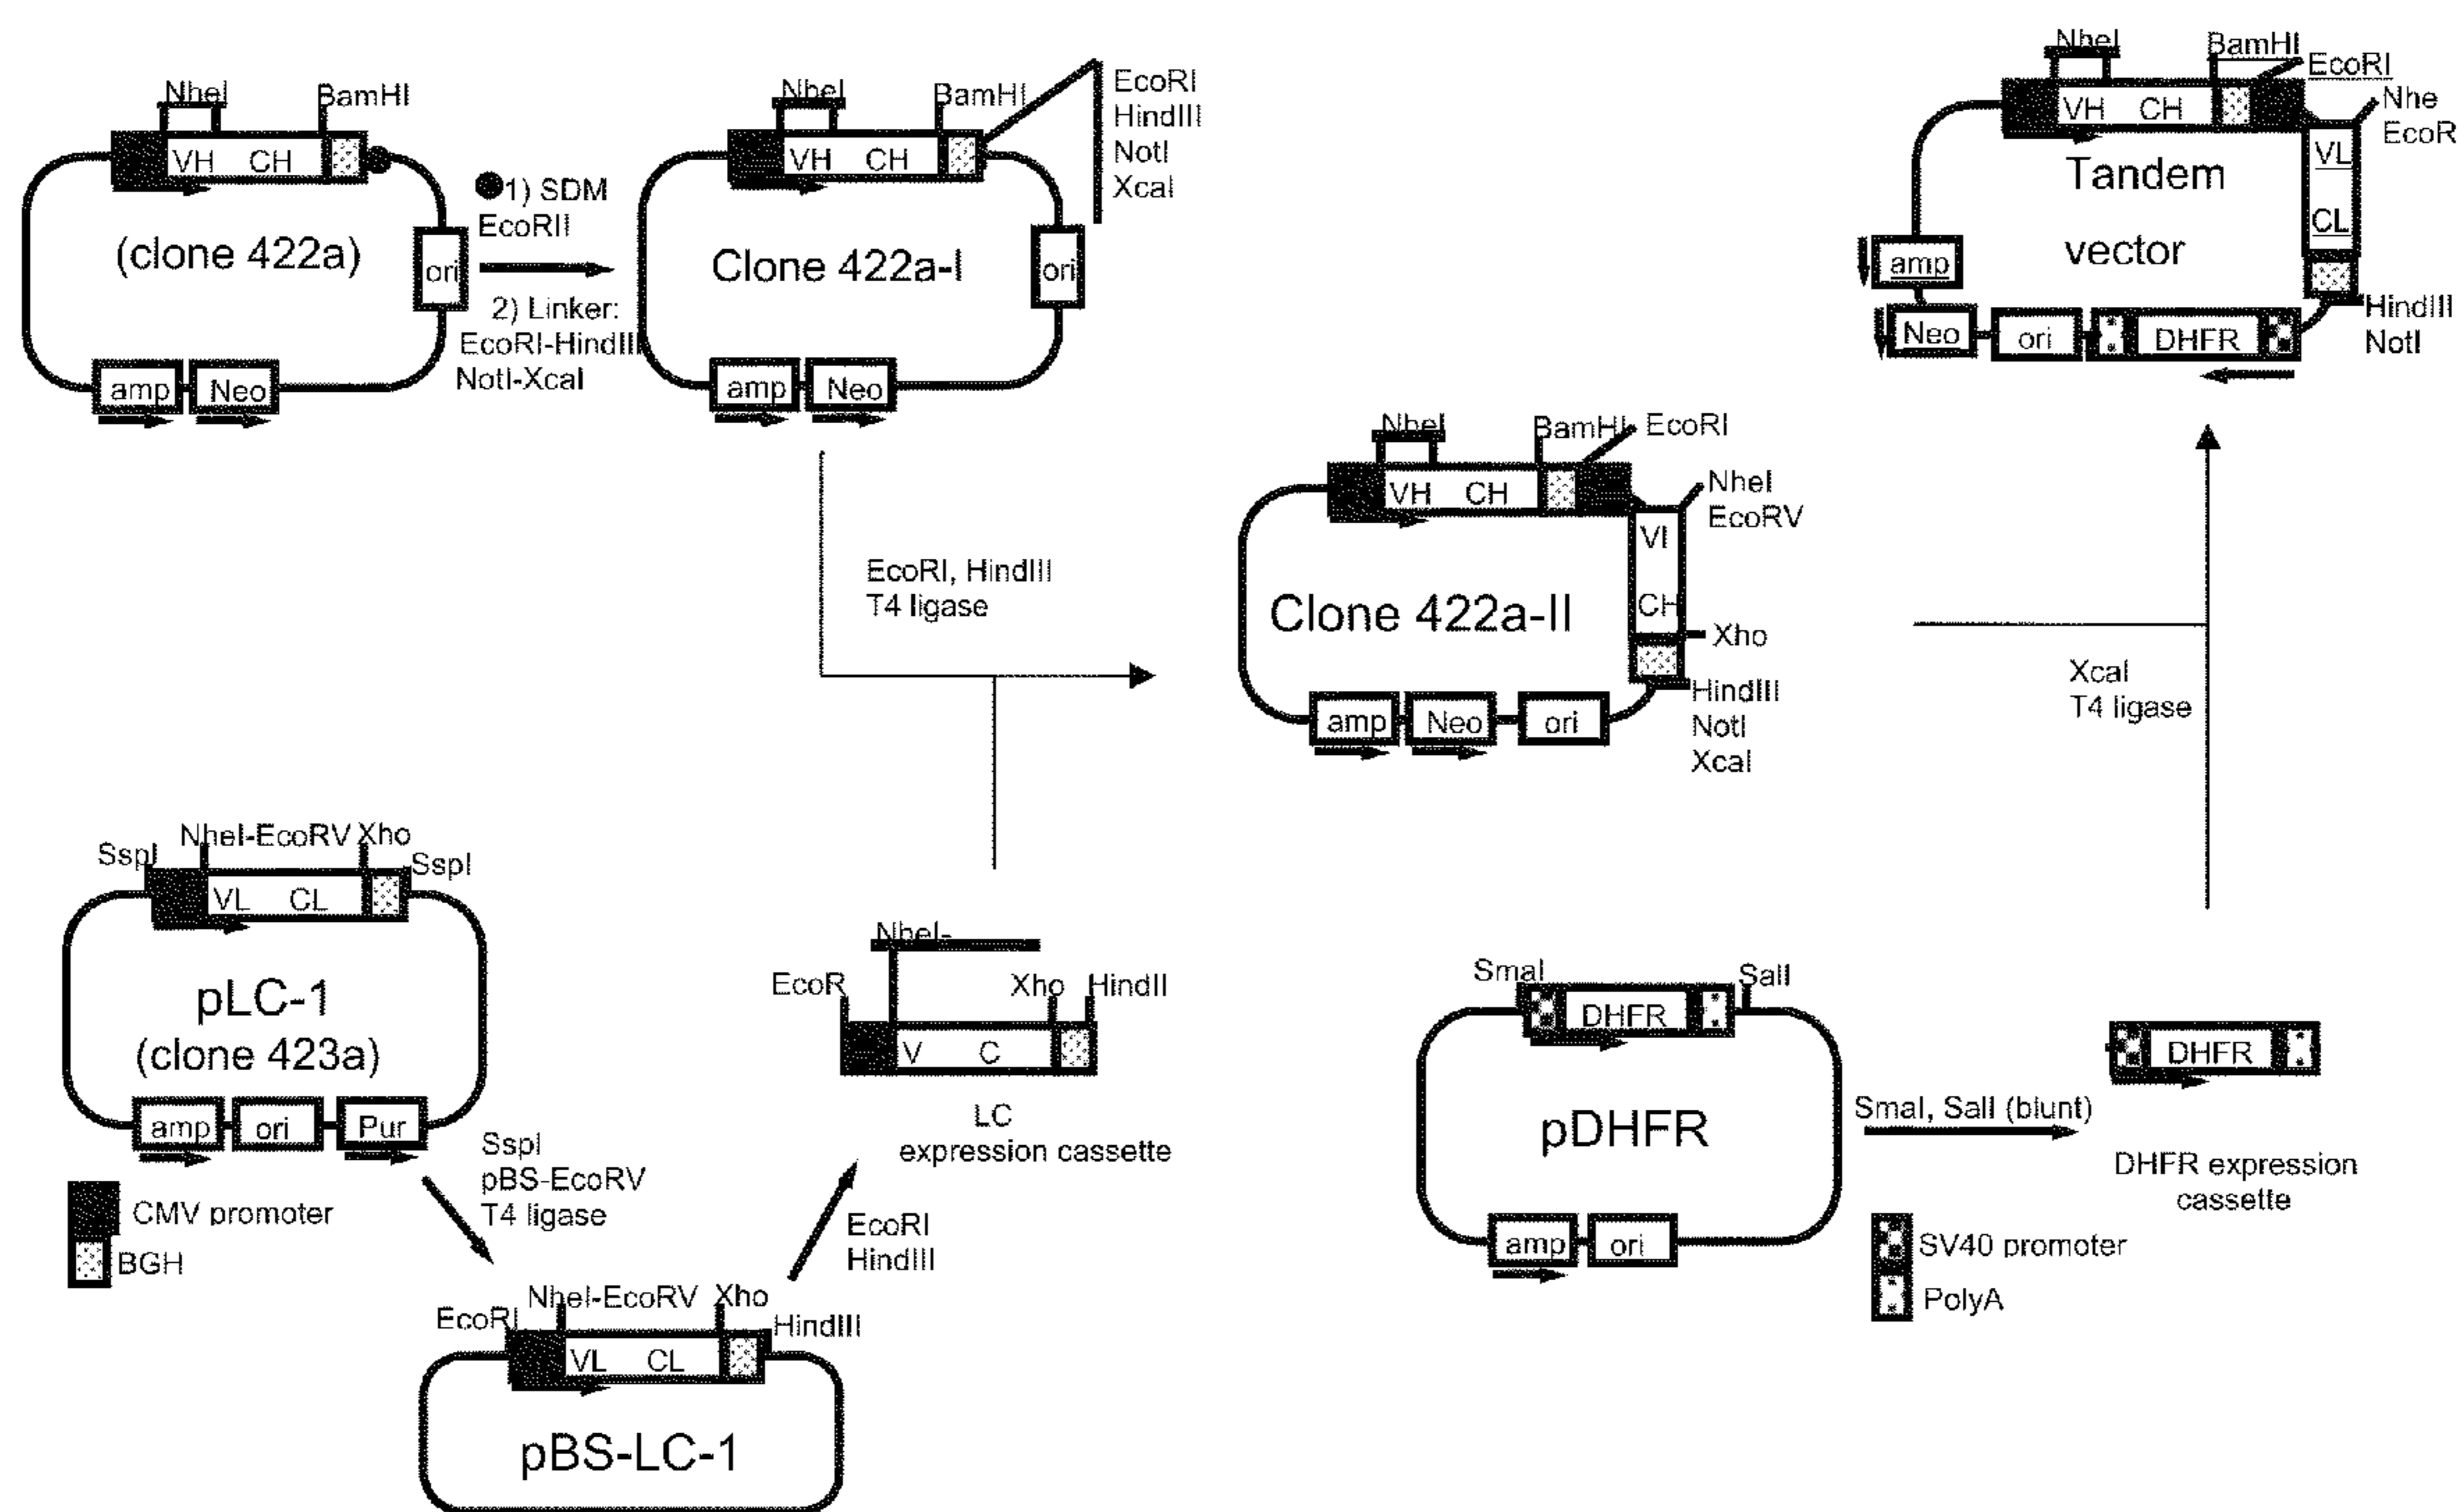 NheI
BamHI
VH CH
(clone 422a)
ori
amp Neo
1) SDM
EcoRII
2) Linker:
EcoRI-HindIII
NotI-XcaI
NheI
BamHI
EcoRI
HindIII
NotI
XcaI
VH CH
Clone 422a-I
ori
amp Neo
NheI
BamHI
EcoRI
Nhe
EcoR
VH CH
VL
CL
Tandem
vector
amp
Neo
ori
DHFR
HindIII
NotI
EcoRI, HindIII
T4 ligase
NheI
BamHI
EcoRI
NheI
EcoRV
VH CH
VI
CH
Clone 422a-II
Xho
HindIII
NotI
XcaI
amp Neo ori
XcaI
T4 ligase
SspI
NheI-EcoRV
Xho
SspI
VL CL
pLC-1
(clone 423a)
amp ori Pur
CMV promoter
BGH
SspI
pBS-EcoRV
T4 ligase
EcoRI
NheI-EcoRV
Xho
HindIII
VL CL
pBS-LC-1
EcoRI
HindIII
NheI-
EcoR
Xho
HindII
V C
LC
expression cassette
SmaI
SalI
DHFR
pDHFR
amp ori
SmaI, SalI (blunt)
DHFR
DHFR expression
cassette
SV40 promoter
PolyA